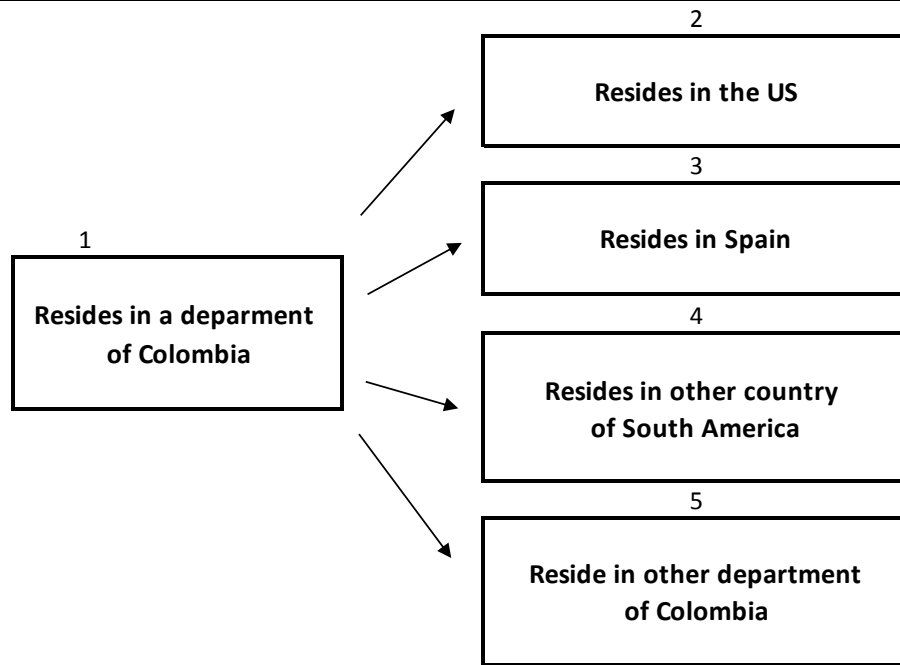 1
Resides in a deparment
of Colombia
2
Resides in the US
3
Resides in Spain
4
Resides in other country
of South America
5
Reside in other department
of Colombia